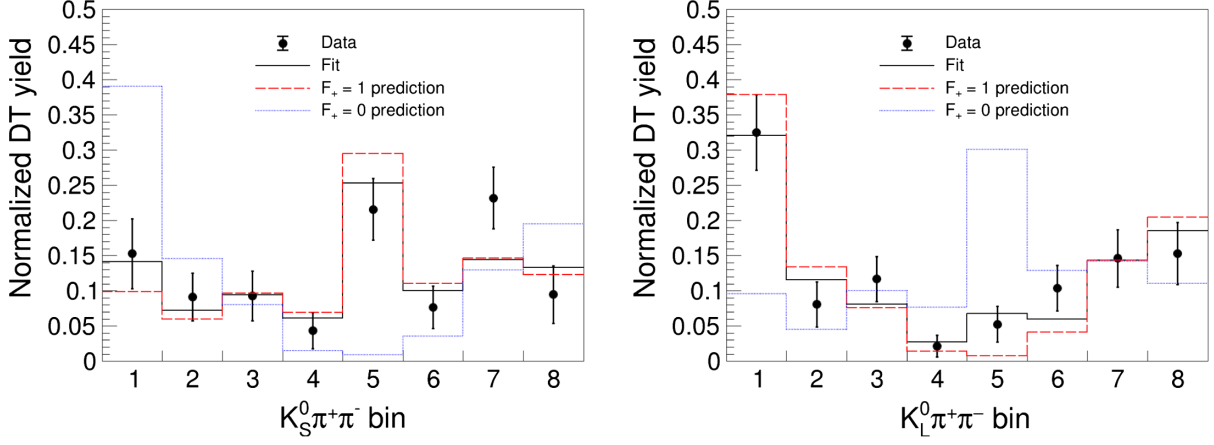 Normalized DT yield
0.5
0.45
0.4
0.35
0.3
0.25
0.2
0.15
0.1
0.05
0
Data
Fit
F₊ = 1 prediction
F₊ = 0 prediction
1 2 3 4 5 6 7 8
K⁰_S π⁺π⁻ bin
Normalized DT yield
0.5
0.45
0.4
0.35
0.3
0.25
0.2
0.15
0.1
0.05
0
Data
Fit
F₊ = 1 prediction
F₊ = 0 prediction
1 2 3 4 5 6 7 8
K⁰_L π⁺π⁻ bin